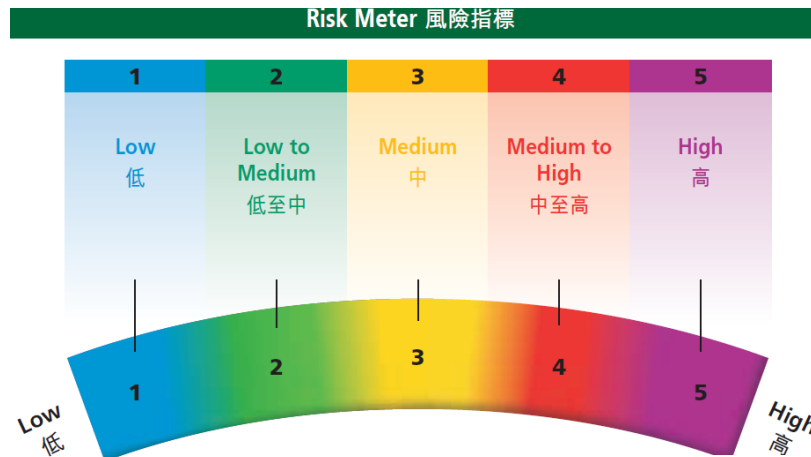 Risk Meter 風險指標
1
2
3
4
5
Low
低
Low to
Medium
低至中
Medium
中
Medium to
High
中至高
High
高
1
2
3
4
5
Low
低
High
高